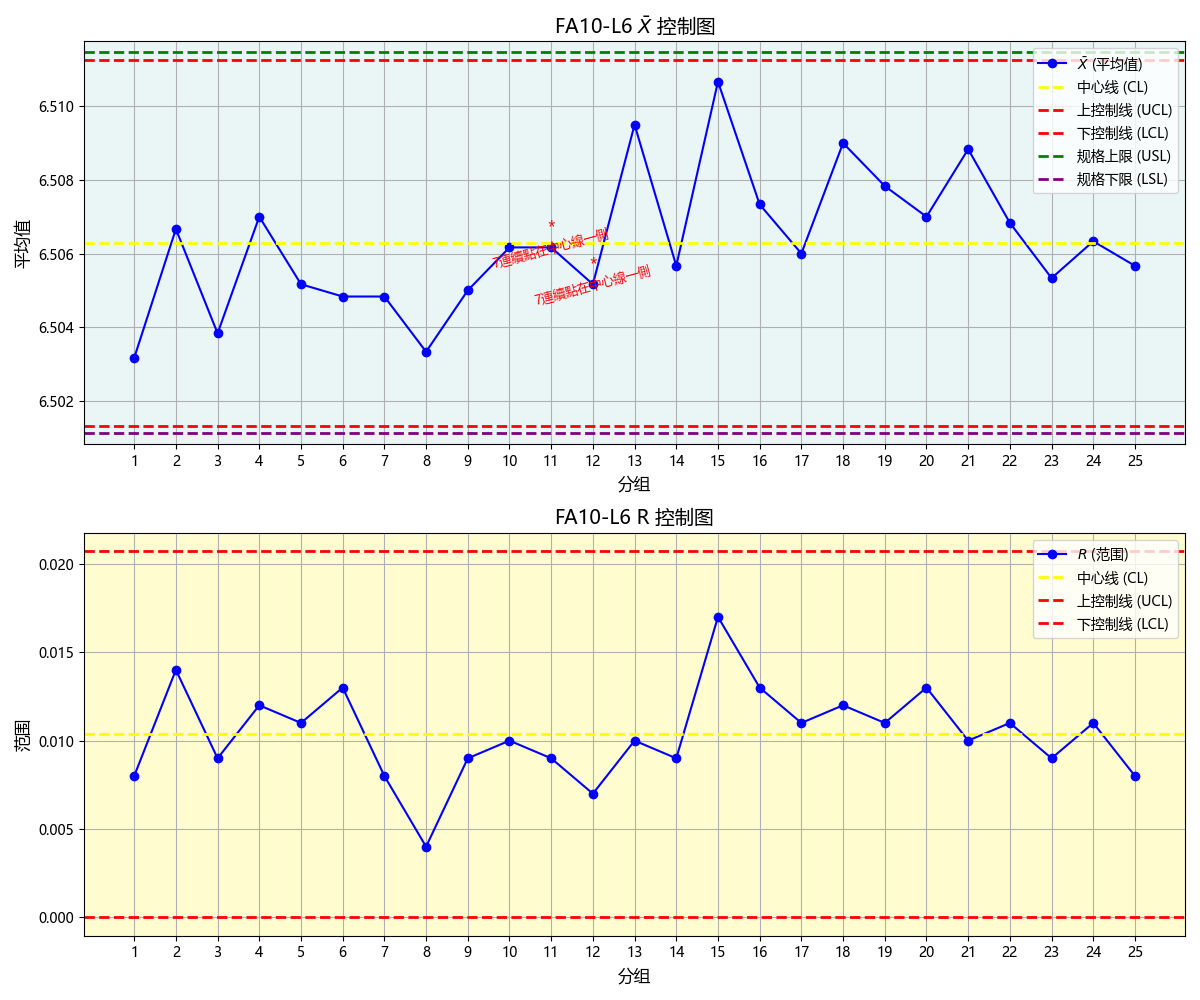 FA10-L6 X̄ 控制图
平均值
6.510
6.508
6.506
6.504
6.502
X̄ (平均值)
中心线 (CL)
上控制线 (UCL)
下控制线 (LCL)
规格上限 (USL)
规格下限 (LSL)
*
7連續點在中心線一側
*
7連續點在中心線一側
1 2 3 4 5 6 7 8 9 10 11 12 13 14 15 16 17 18 19 20 21 22 23 24 25
分组
FA10-L6 R 控制图
范围
0.020
0.015
0.010
0.005
0.000
R (范围)
中心线 (CL)
上控制线 (UCL)
下控制线 (LCL)
1 2 3 4 5 6 7 8 9 10 11 12 13 14 15 16 17 18 19 20 21 22 23 24 25
分组